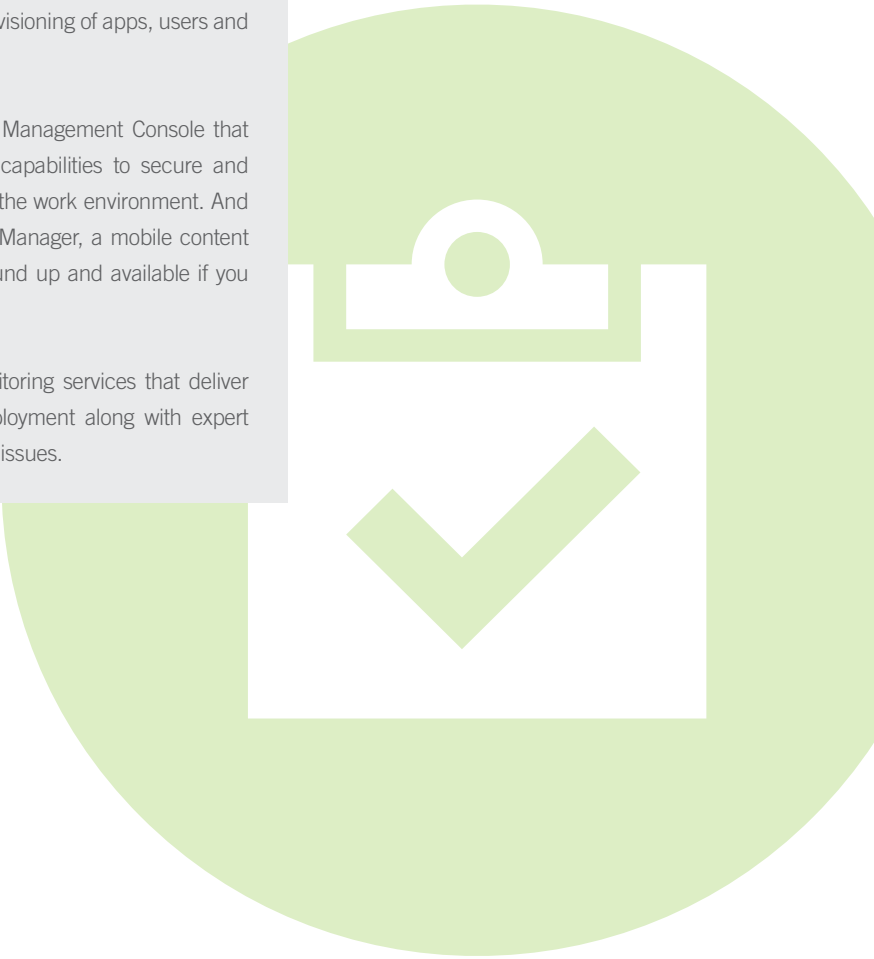 visioning of apps, users and
Management Console that
capabilities to secure and
the work environment. And
Manager, a mobile content
und up and available if you
itoring services that deliver
ployment along with expert
issues.